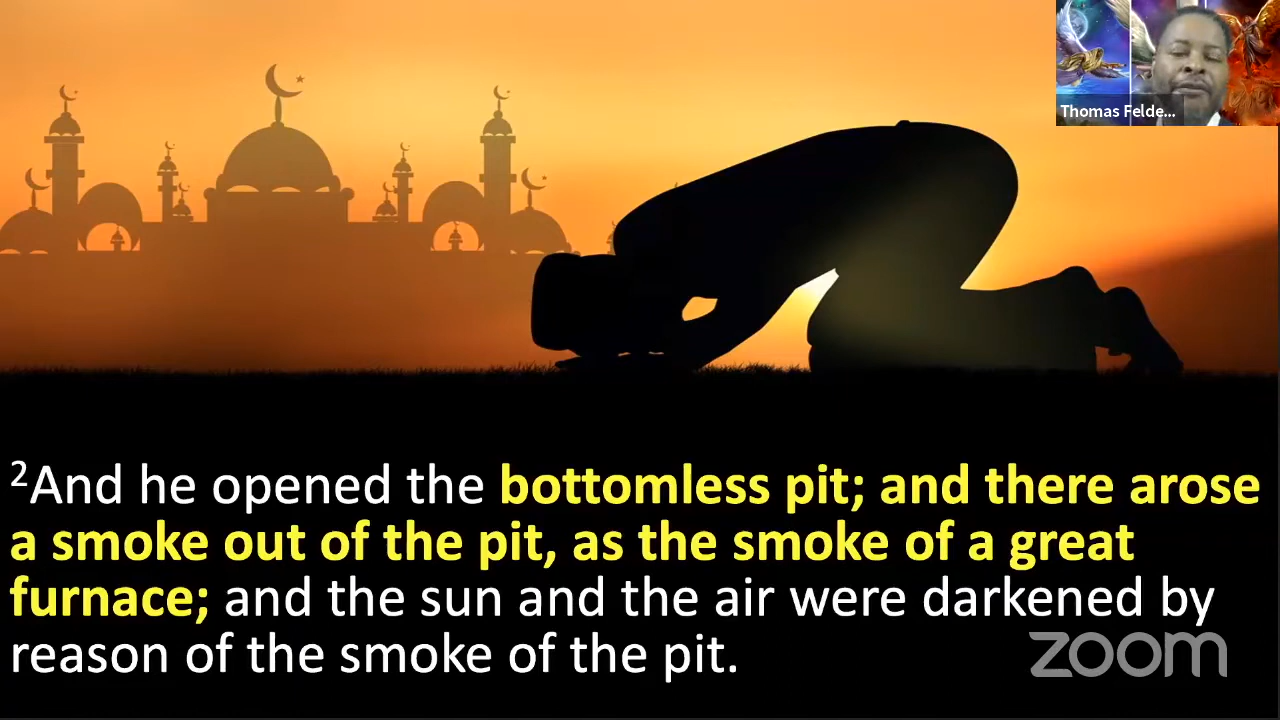 Thomas Felde...
²And he opened the bottomless pit; and there arose
a smoke out of the pit, as the smoke of a great
furnace; and the sun and the air were darkened by
reason of the smoke of the pit.
zoom